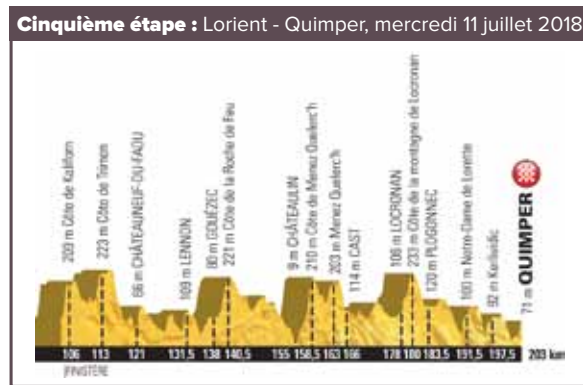 Cinquième étape : Lorient - Quimper, mercredi 11 juillet 2018
209 m Côte de Kaliforn
223 m Côte de Trimen
66 m CHÂTEAUNEUF-DU-FAOU
109 m LENNON
80 m GOUÉZEC
221 m Côte de la Roche de Feu
9 m CHÂTEAULIN
210 m Côte de Menez Quelerc'h
203 m Menez Quelerc'h
114 m CAST
106 m LOCRONAN
233 m Côte de la montagne de Locronan
120 m PLOGONNEC
100 m Notre-Dame de Lorette
92 m Kerliezec
71 m QUIMPER
106 113 121 131,5 138 140,5 155 158,5 163 166 178 180 183,5 191,5 197,5 203 km
FINISTÈRE